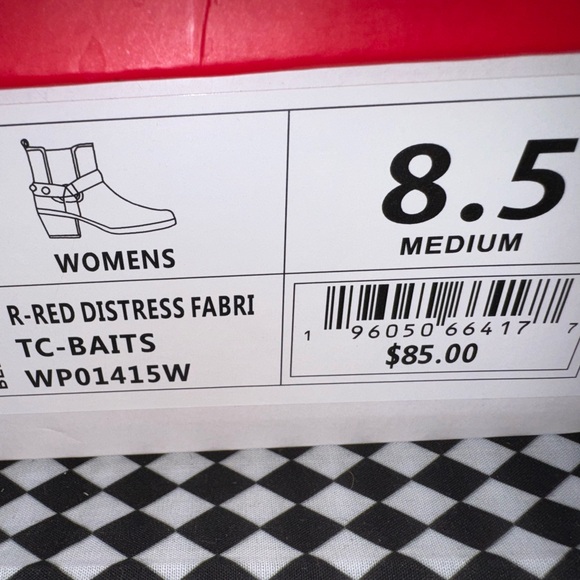 WOMENS
8.5
MEDIUM
R-RED DISTRESS FABRI
TC-BAITS
WP01415W
1 96050 66417 7
$85.00